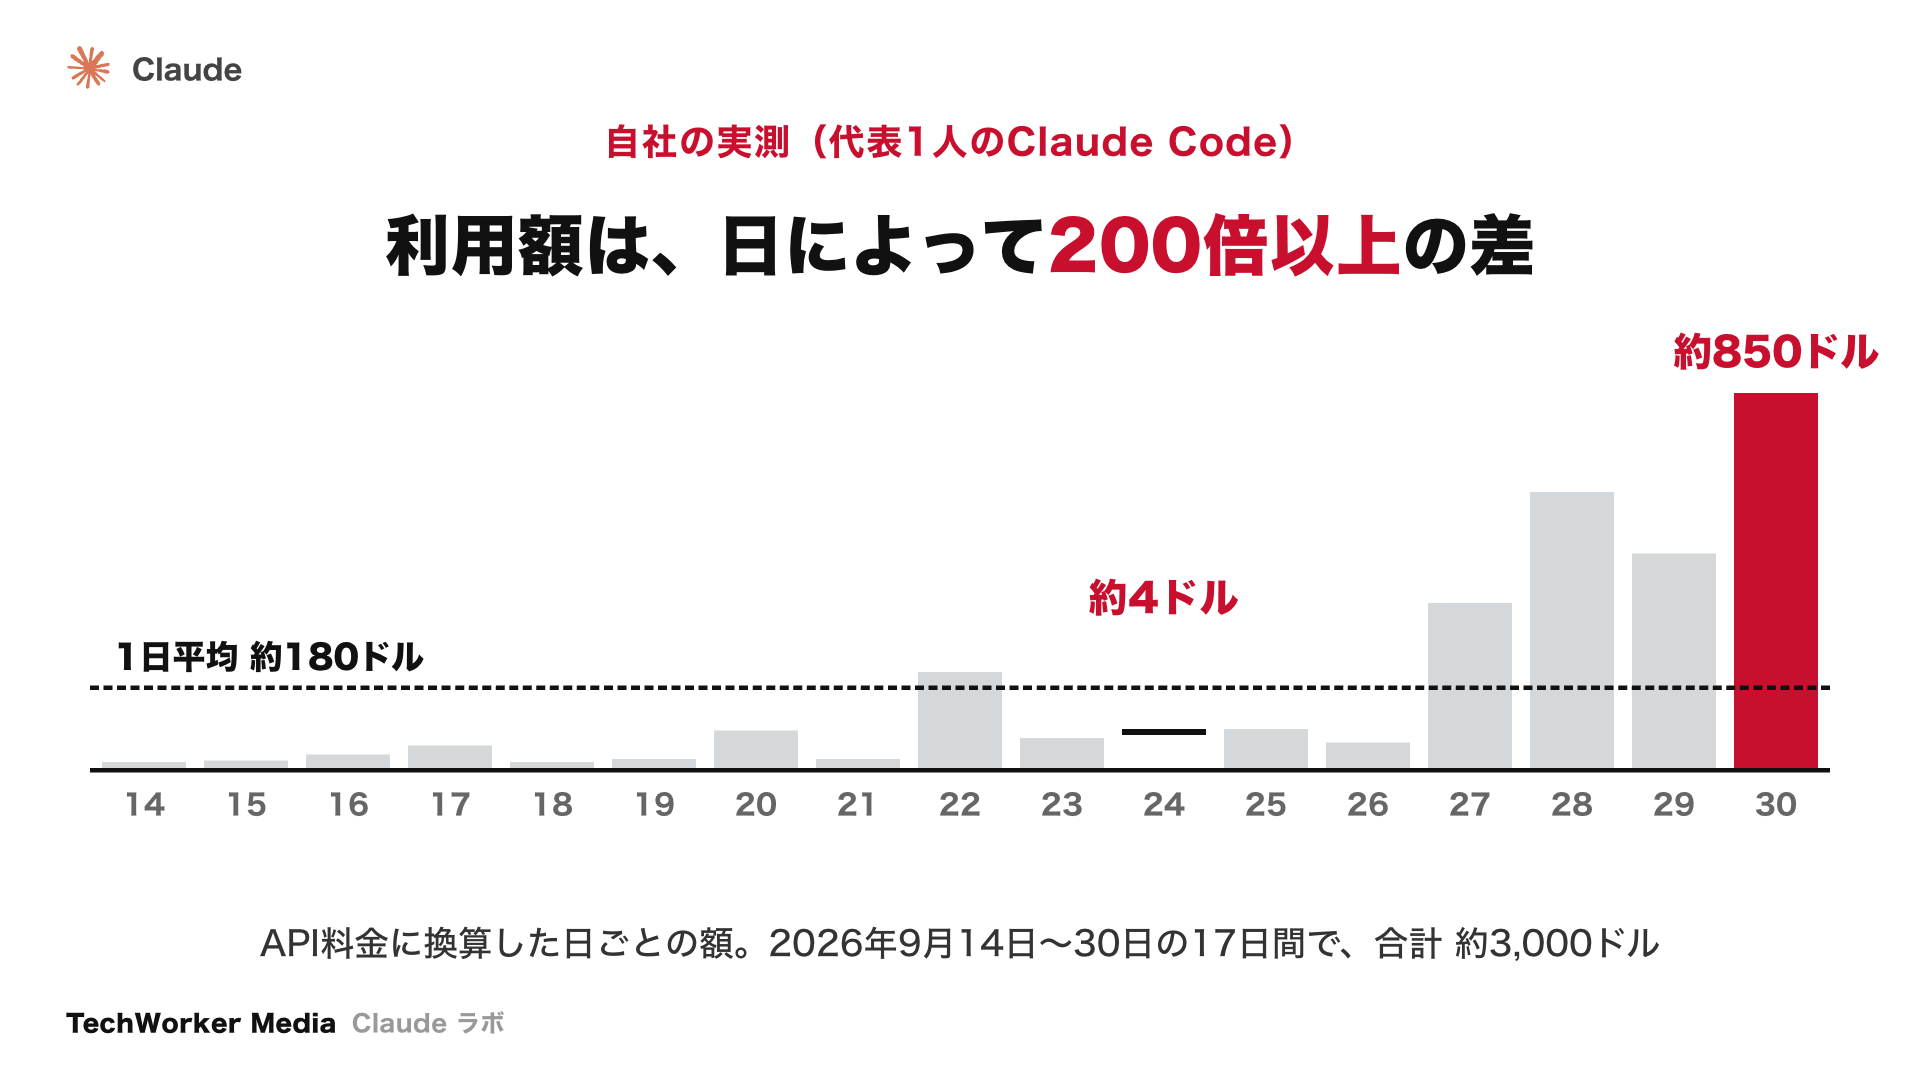 Claude
自社の実測（代表1人のClaude Code）
利用額は、日によって200倍以上の差
約850ドル
約4ドル
1日平均 約180ドル
14 15 16 17 18 19 20 21 22 23 24 25 26 27 28 29 30
API料金に換算した日ごとの額。2026年9月14日〜30日の17日間で、合計 約3,000ドル
TechWorker Media Claude ラボ